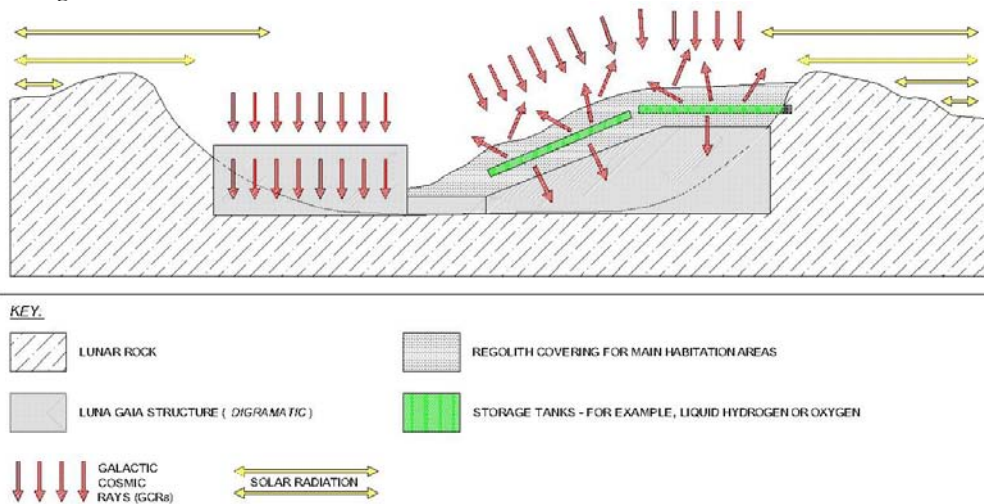 KEY.
LUNAR ROCK
REGOLITH COVERING FOR MAIN HABITATION AREAS
LUNA GAIA STRUCTURE ( DIGRAMATIC )
STORAGE TANKS - FOR EXAMPLE, LIQUID HYDROGEN OR OXYGEN
GALACTIC
COSMIC
RAYS (GCRs)
SOLAR RADIATION